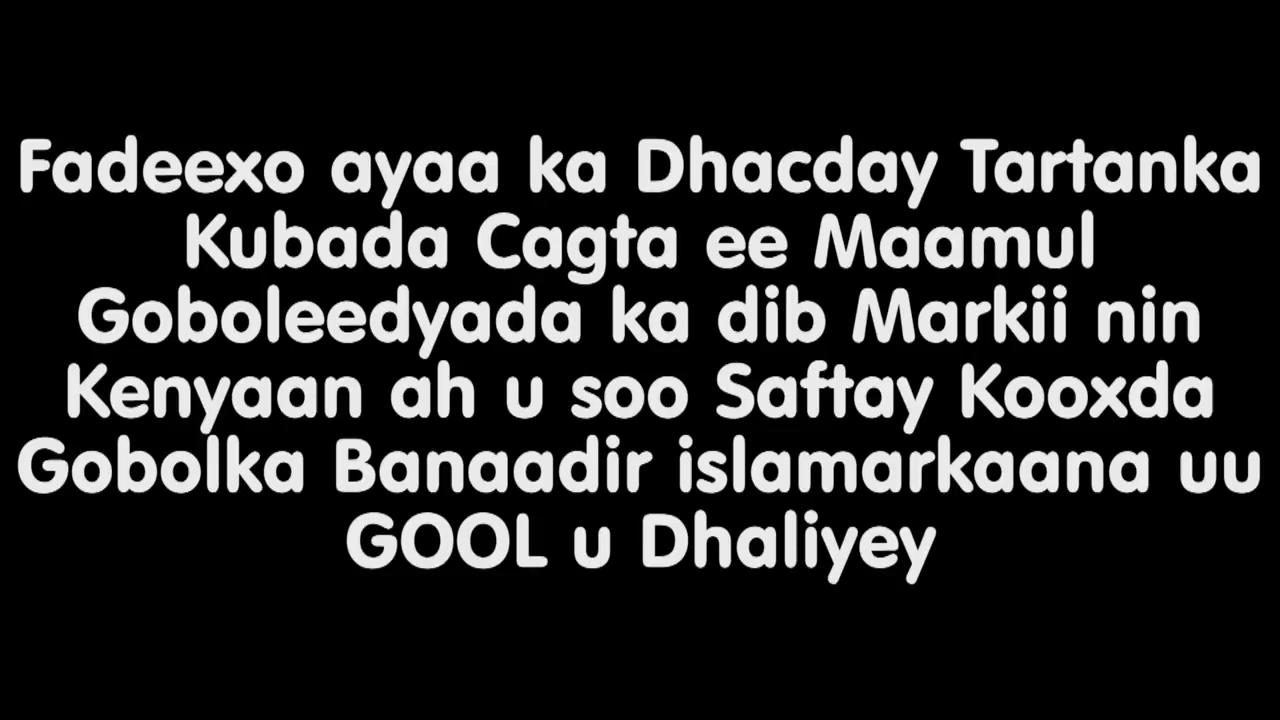 Fadeexo ayaa ka Dhacday Tartanka
Kubada Cagta ee Maamul
Goboleedyada ka dib Markii nin
Kenyaan ah u soo Saftay Kooxda
Gobolka Banaadir islamarkaana uu
GOOL u Dhaliyey